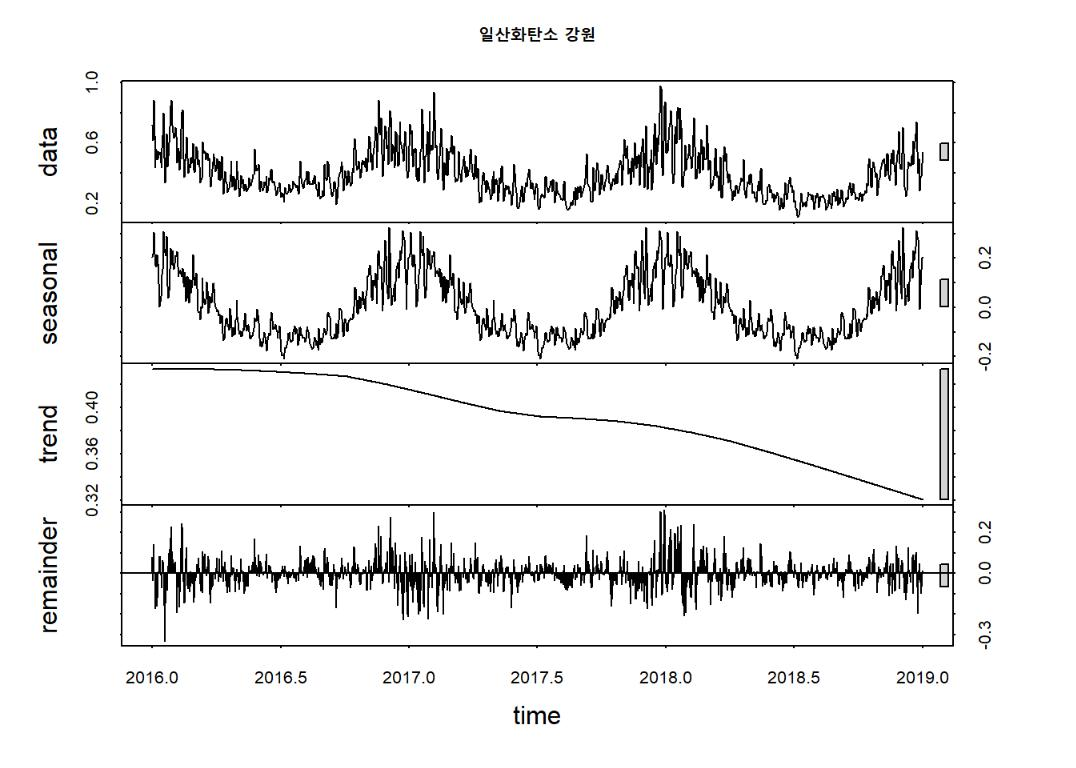 일산화탄소 강원
data
0.2 0.6 1.0
seasonal
-0.2 0.0 0.2
trend
0.32 0.36 0.40
remainder
-0.3 0.0 0.2
2016.0 2016.5 2017.0 2017.5 2018.0 2018.5 2019.0
time